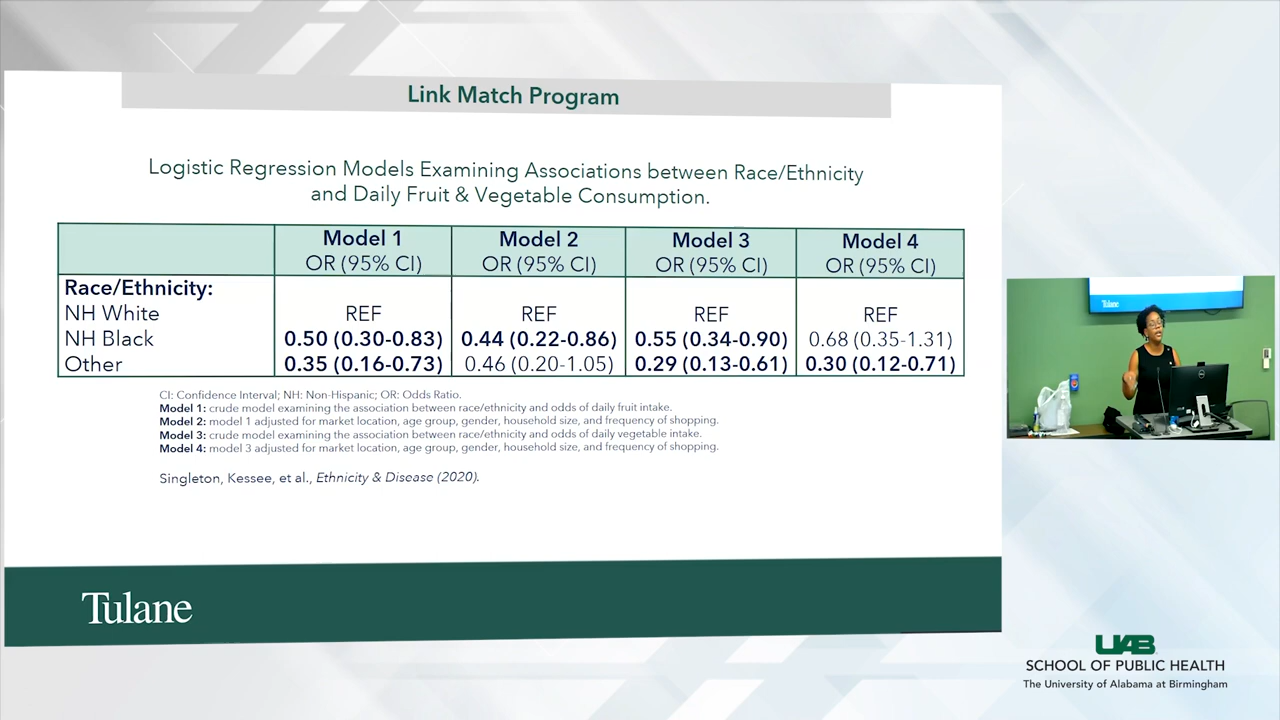 Link Match Program
Logistic Regression Models Examining Associations between Race/Ethnicity
and Daily Fruit & Vegetable Consumption.
Model 1 Model 2 Model 3 Model 4
OR (95% CI) OR (95% CI) OR (95% CI) OR (95% CI)
Race/Ethnicity:
NH White REF REF REF REF
NH Black 0.50 (0.30-0.83) 0.44 (0.22-0.86) 0.55 (0.34-0.90) 0.68 (0.35-1.31)
Other 0.35 (0.16-0.73) 0.46 (0.20-1.05) 0.29 (0.13-0.61) 0.30 (0.12-0.71)
CI: Confidence Interval; NH: Non-Hispanic; OR: Odds Ratio.
Model 1: crude model examining the association between race/ethnicity and odds of daily fruit intake.
Model 2: model 1 adjusted for market location, age group, gender, household size, and frequency of shopping.
Model 3: crude model examining the association between race/ethnicity and odds of daily vegetable intake.
Model 4: model 3 adjusted for market location, age group, gender, household size, and frequency of shopping.
Singleton, Kessee, et al., Ethnicity & Disease (2020).
Tulane
Tulane
DELL
UAB
SCHOOL OF PUBLIC HEALTH
The University of Alabama at Birmingham